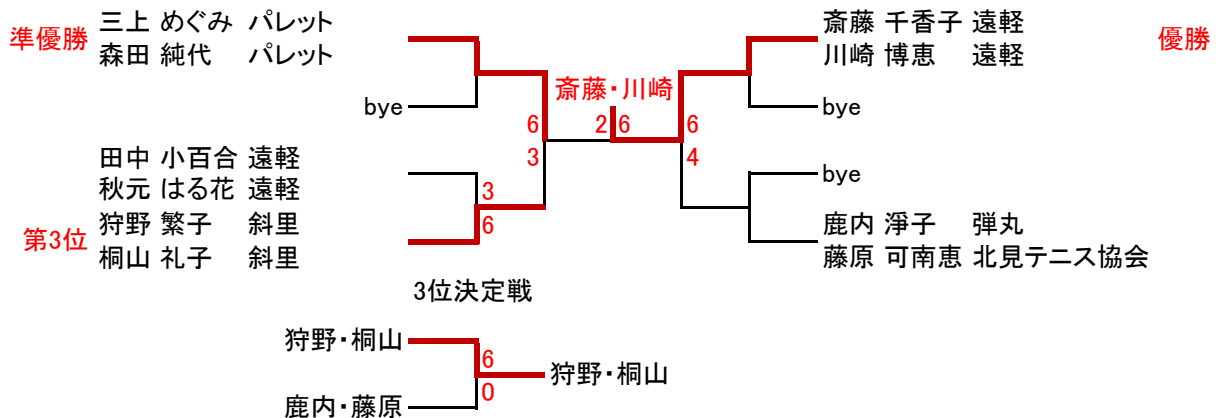 準優勝 三上 めぐみ パレット
森田 純代 パレット
bye
田中 小百合 遠軽
秋元 はる花 遠軽
第3位 狩野 繁子 斜里
桐山 礼子 斜里
6
3
3
6
斎藤・川崎
2 6
6
4
斎藤 千香子 遠軽 優勝
川崎 博恵 遠軽
bye
bye
鹿内 淨子 弾丸
藤原 可南恵 北見テニス協会
3位決定戦
狩野・桐山
6
0
狩野・桐山
鹿内・藤原